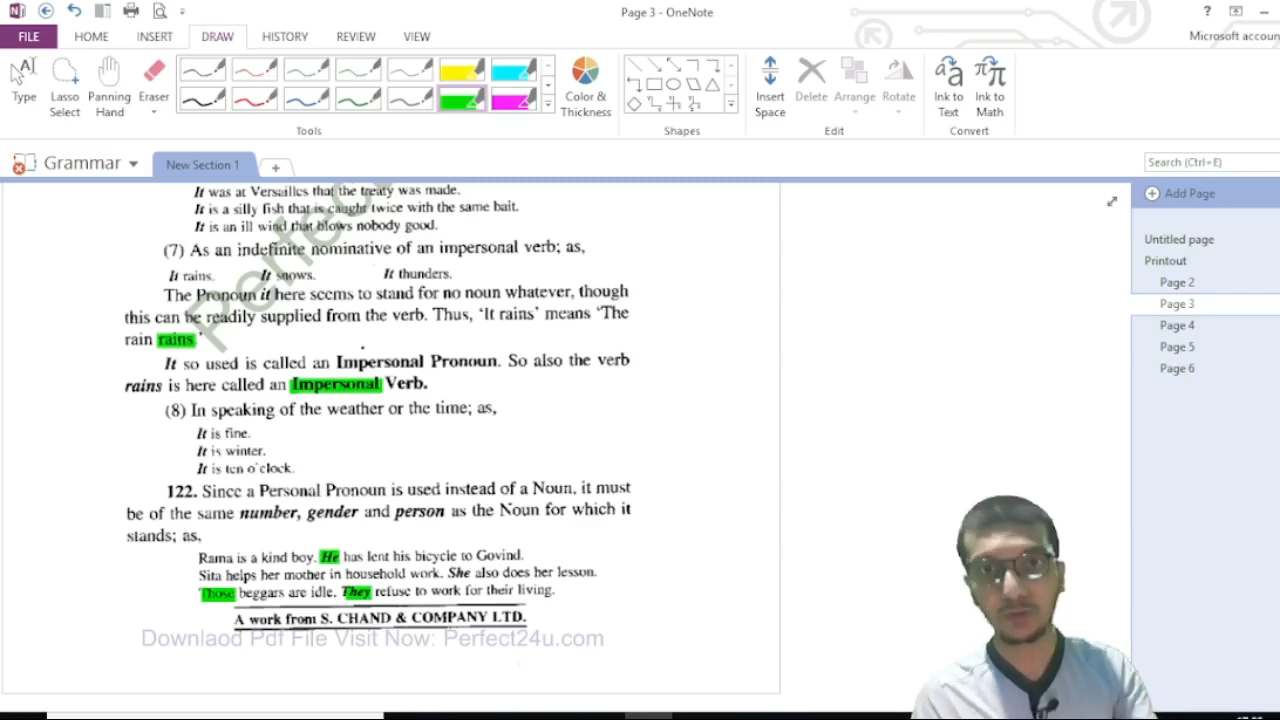 Page 3 - OneNote
?
FILE HOME INSERT DRAW HISTORY REVIEW VIEW
Microsoft accoun
Type
Lasso Select
Panning Hand
Eraser
Color & Thickness
Insert Space
Delete
Arrange
Rotate
Ink to Text
Ink to Math
Tools Shapes Edit Convert
Grammar New Section 1 +
Search (Ctrl+E)
Add Page
Untitled page
Printout
Page 2
Page 3
Page 4
Page 5
Page 6
It was at Versailles that the treaty was made.
It is a silly fish that is caught twice with the same bait.
It is an ill wind that blows nobody good.
(7) As an indefinite nominative of an impersonal verb; as,
It rains. It snows. It thunders.
The Pronoun it here seems to stand for no noun whatever, though
this can be readily supplied from the verb. Thus, 'It rains' means 'The
rain rains.'
It so used is called an Impersonal Pronoun. So also the verb
rains is here called an Impersonal Verb.
(8) In speaking of the weather or the time; as,
It is fine.
It is winter.
It is ten o'clock.
122. Since a Personal Pronoun is used instead of a Noun, it must
be of the same number, gender and person as the Noun for which it
stands; as,
Rama is a kind boy. He has lent his bicycle to Govind.
Sita helps her mother in household work. She also does her lesson.
Those beggars are idle. They refuse to work for their living.
A work from S. CHAND & COMPANY LTD.
Downlaod Pdf File Visit Now: Perfect24u.com
Perfec